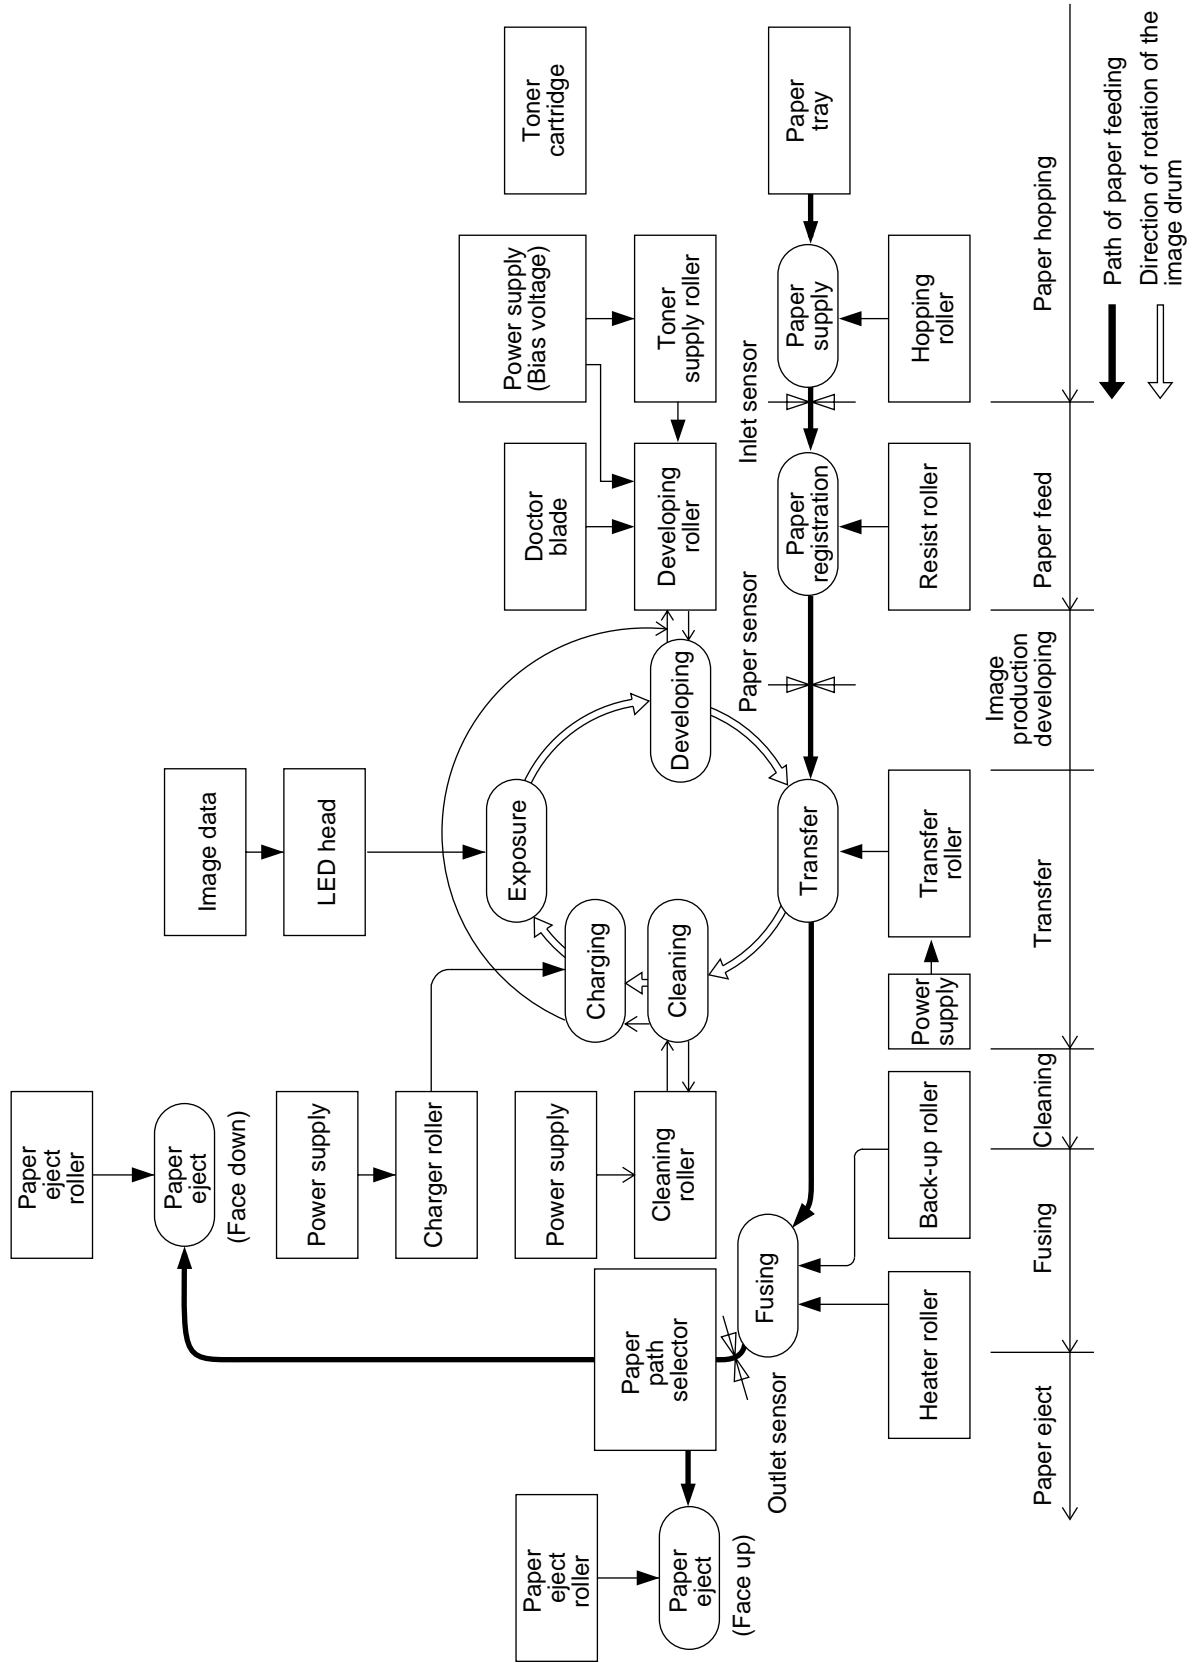 Paper
eject
roller
Paper
eject
(Face down)
Power supply
Charger roller
Power supply
Cleaning
roller
Paper
path
selector
Paper
eject
roller
Paper
eject
(Face up)
Outlet sensor
Fusing
Heater roller
Back-up roller
Image data
LED head
Exposure
Charging
Cleaning
Developing
Transfer
Transfer
roller
Power
supply
Toner
cartridge
Power supply
(Bias voltage)
Toner
supply roller
Doctor
blade
Developing
roller
Paper
tray
Paper
supply
Hopping
roller
Inlet sensor
Paper
registration
Resist roller
Paper sensor
Paper eject
Fusing
Cleaning
Transfer
Image
production
developing
Paper feed
Paper hopping
Path of paper feeding
Direction of rotation of the
image drum